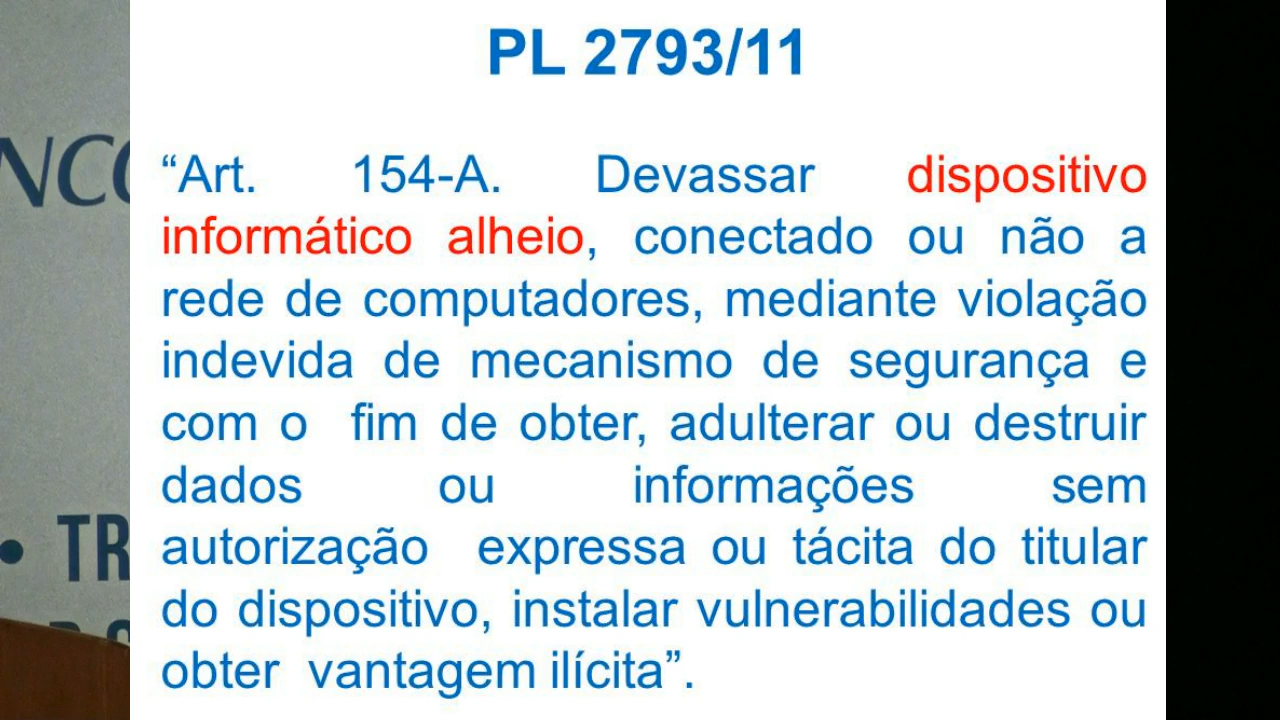 PL 2793/11
“Art. 154-A. Devassar dispositivo
informático alheio, conectado ou não a
rede de computadores, mediante violação
indevida de mecanismo de segurança e
com o fim de obter, adulterar ou destruir
dados ou informações sem
autorização expressa ou tácita do titular
do dispositivo, instalar vulnerabilidades ou
obter vantagem ilícita”.
NCO
• TR